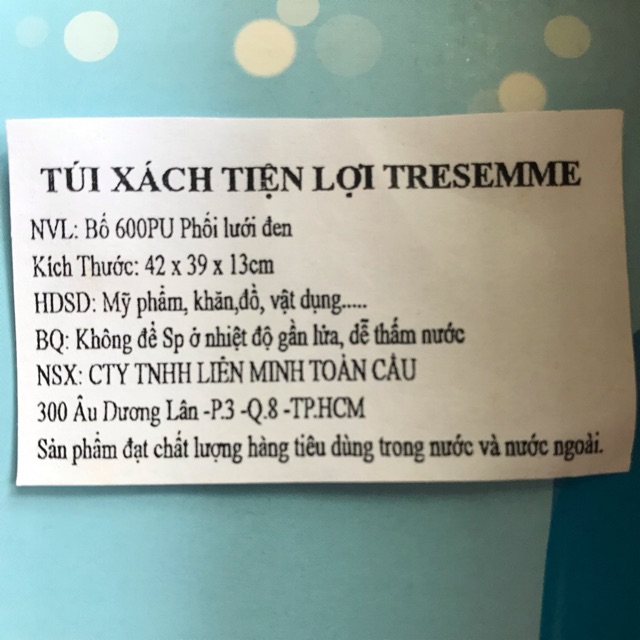 TÚI XÁCH TIỆN LỢI TRESEMME
NVL: Bố 600PU Phối lưới đen
Kích Thước: 42 x 39 x 13cm
HDSD: Mỹ phẩm, khăn,đồ, vật dụng.....
BQ: Không để Sp ở nhiệt độ gần lửa, dễ thấm nước
NSX: CTY TNHH LIÊN MINH TOÀN CẦU
300 Âu Dương Lân -P.3 -Q.8 -TP.HCM
Sản phẩm đạt chất lượng hàng tiêu dùng trong nước và nước ngoài.